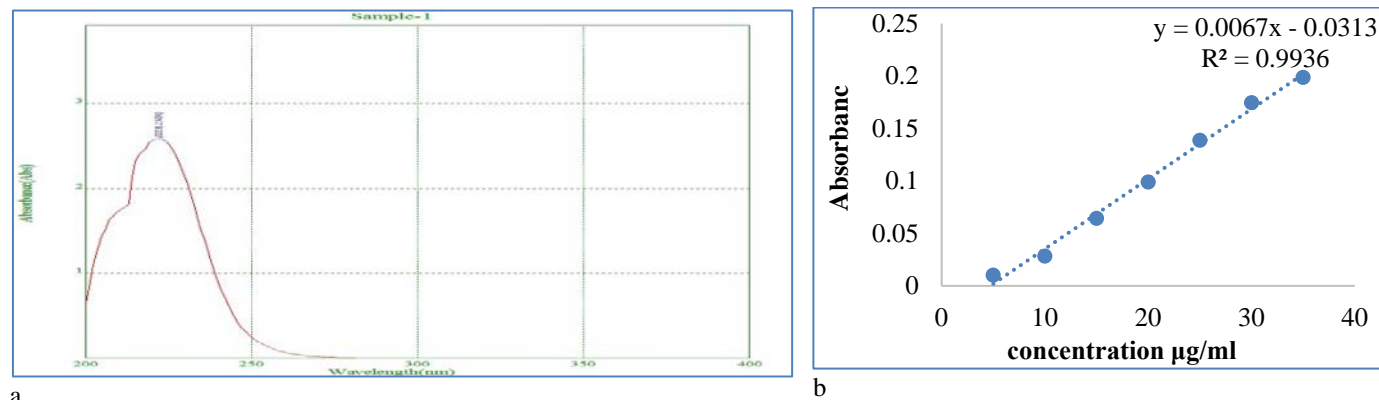 Sample-1
3
2
1
Absorbance(Abs)
200
250
300
350
400
Wavelength(nm)
a
y = 0.0067x - 0.0313
R² = 0.9936
0.25
0.2
0.15
0.1
0.05
0
Absorbanc
0
10
20
30
40
concentration µg/ml
b